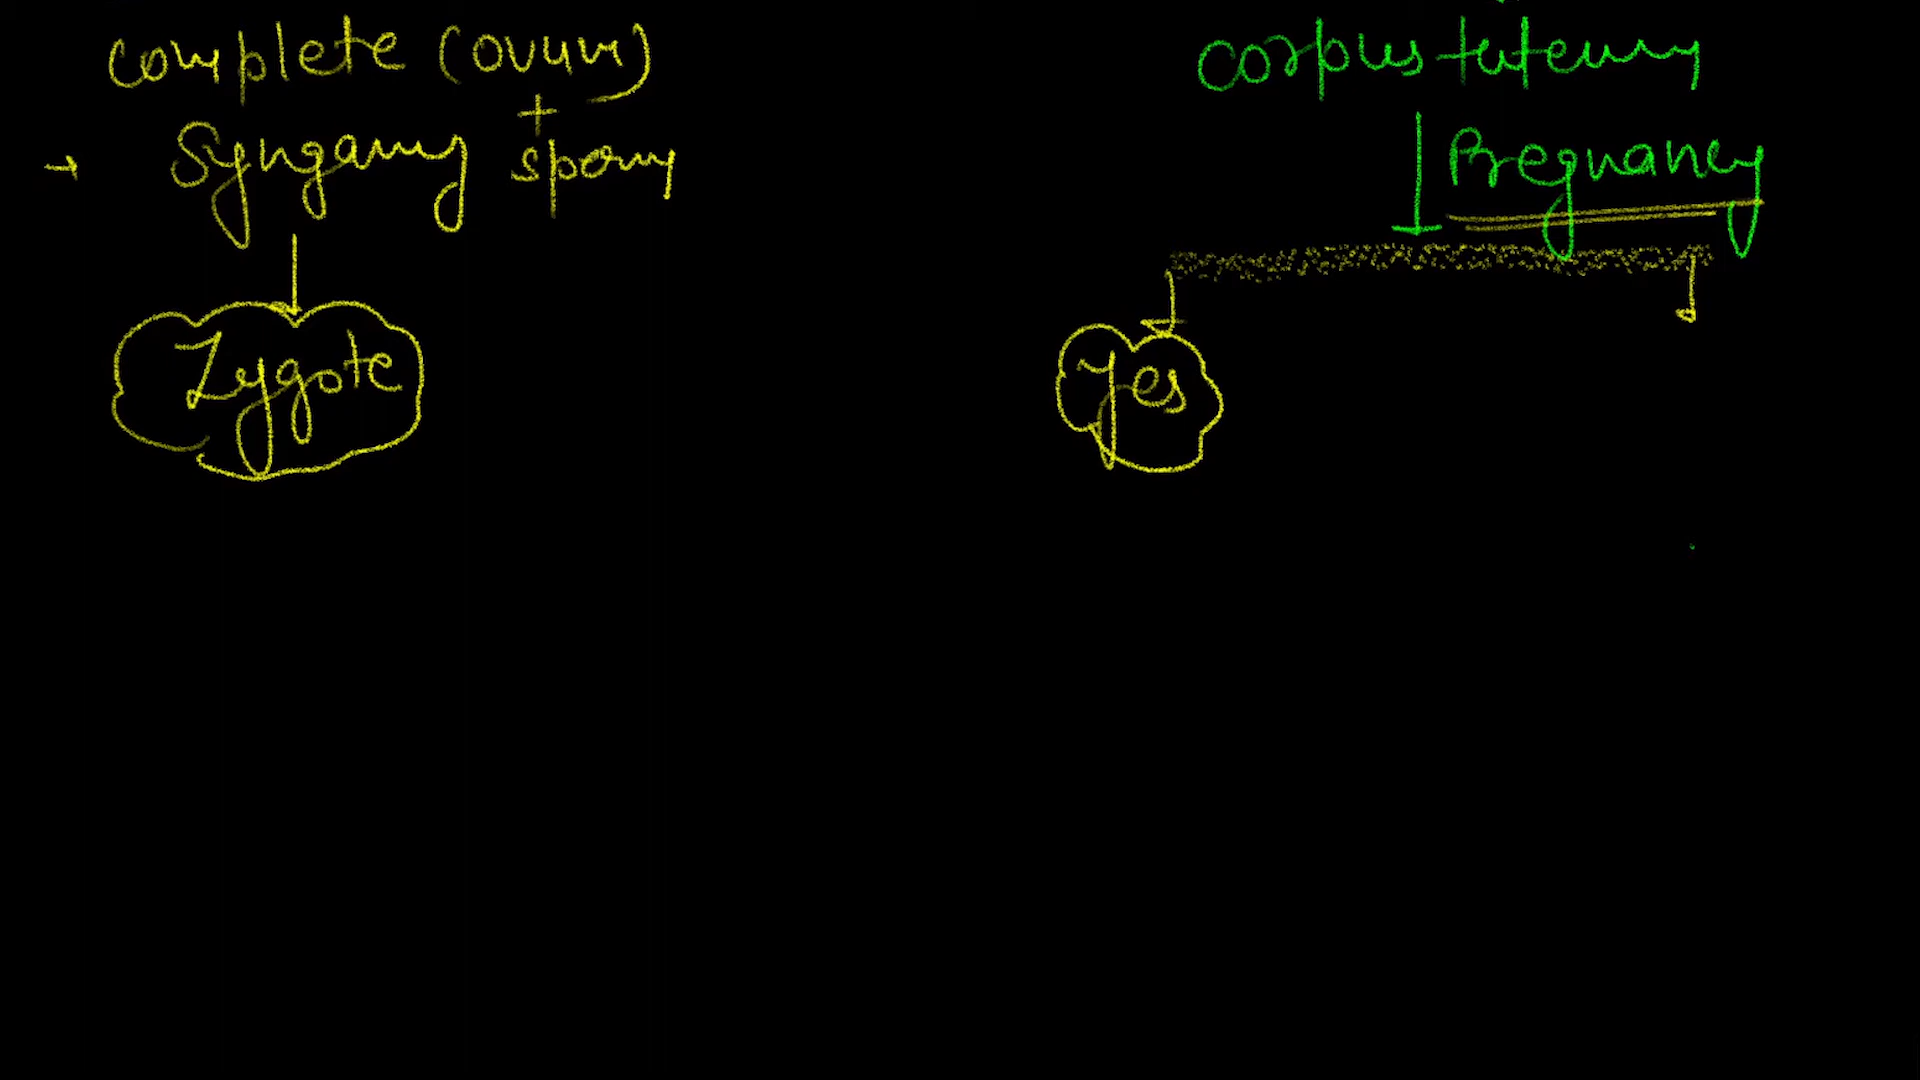 complete (ovum)
+
→ Syngamy sperm
Zygote
Corpus luteum
Pregnancy
Yes